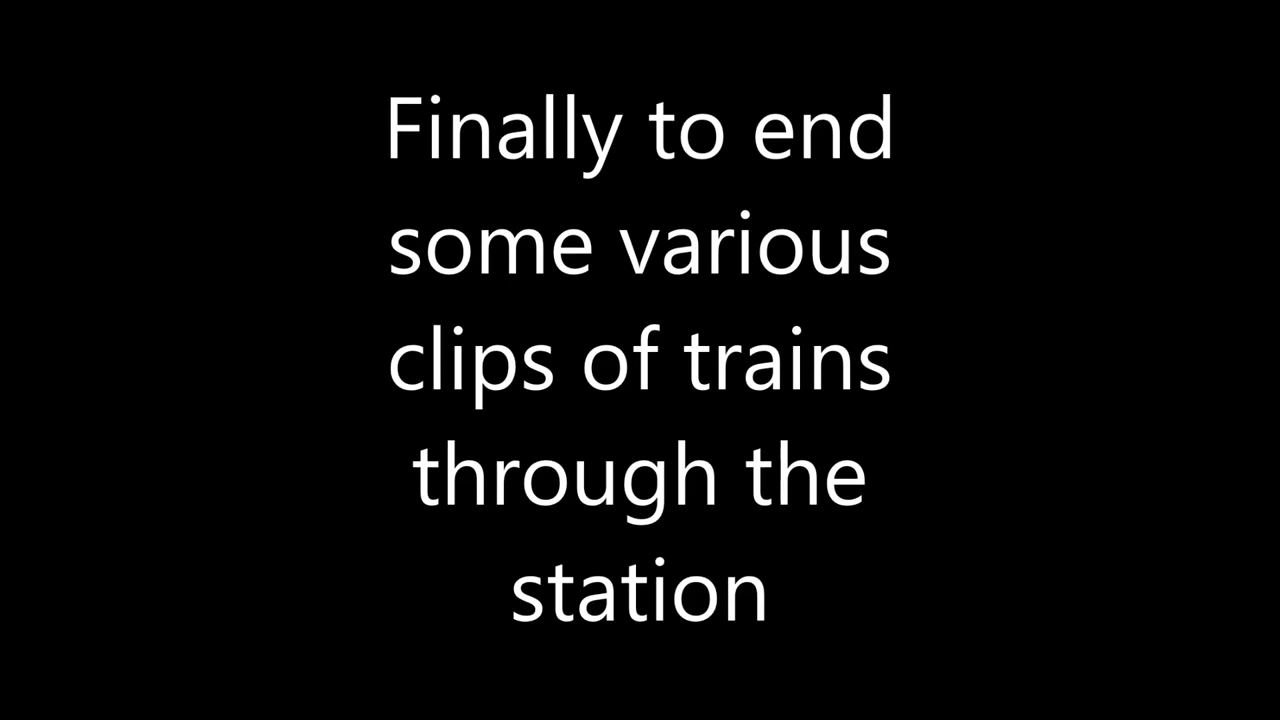 Finally to end
some various
clips of trains
through the
station